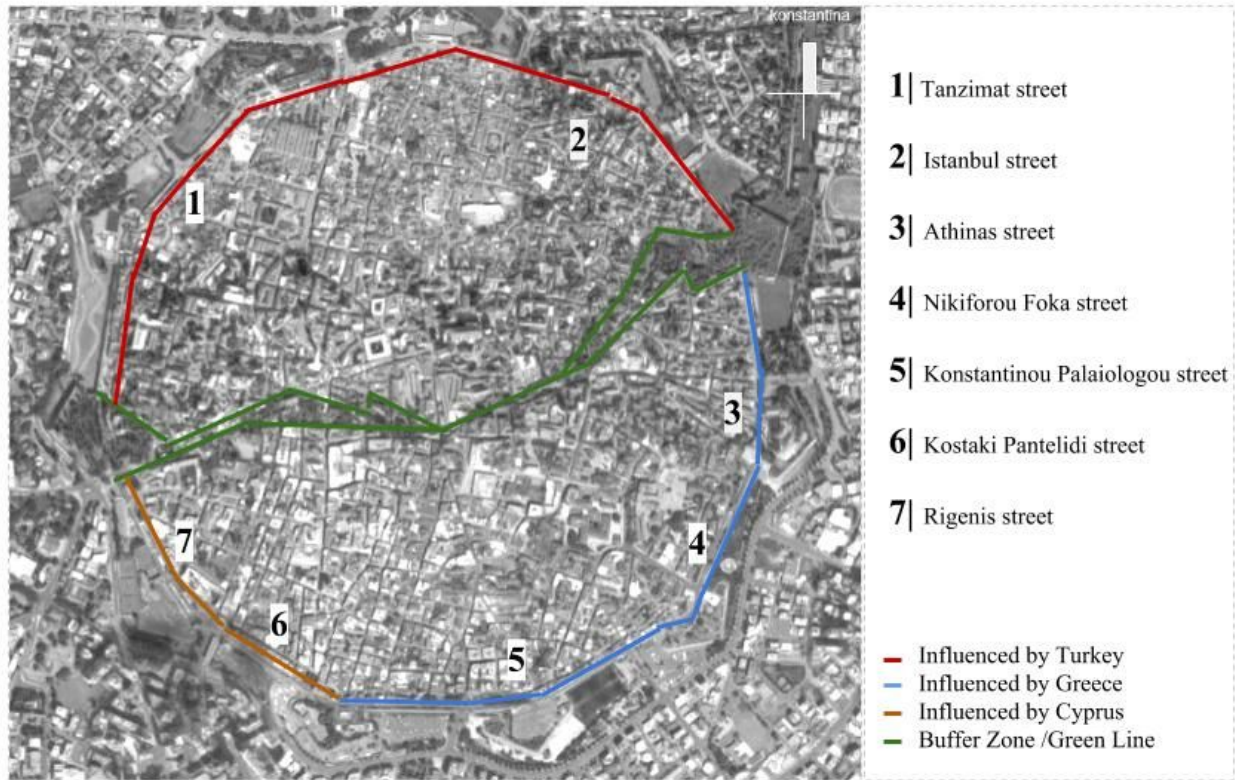 konstantina
1
2
3
4
5
6
7
1| Tanzimat street
2| Istanbul street
3| Athinas street
4| Nikiforou Foka street
5| Konstantinou Palaiologou street
6| Kostaki Pantelidi street
7| Rigenis street
Influenced by Turkey
Influenced by Greece
Influenced by Cyprus
Buffer Zone /Green Line